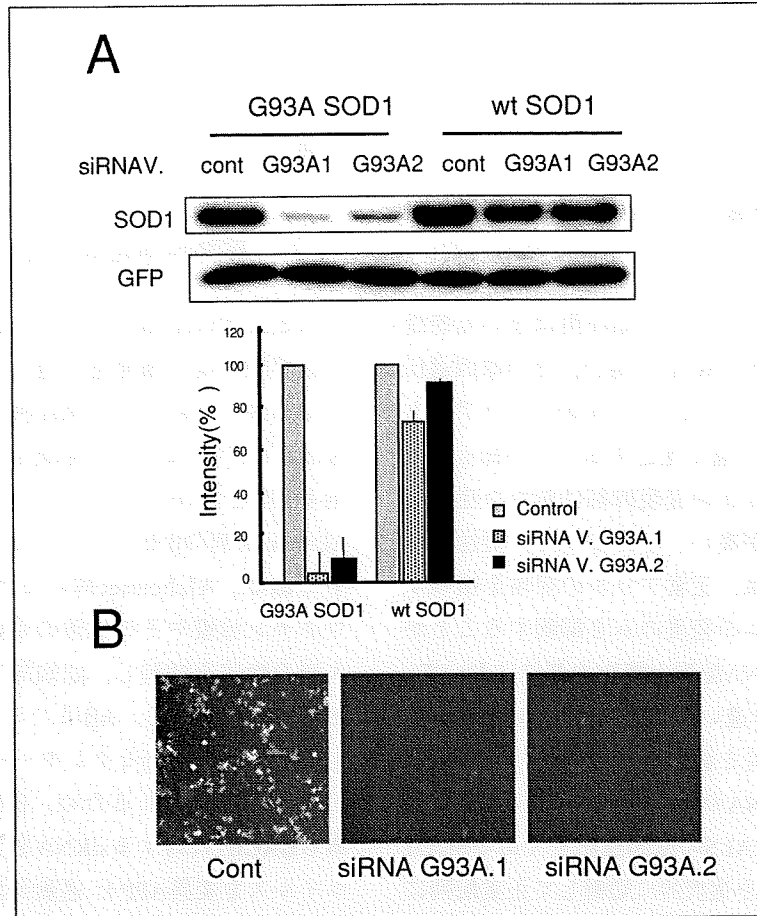 A
G93A SOD1 wt SOD1
siRNAV. cont G93A1 G93A2 cont G93A1 G93A2
SOD1
GFP
120
100
80
60
40
20
0
Intensity(% )
Control
siRNA V. G93A.1
siRNA V. G93A.2
G93A SOD1 wt SOD1
B
Cont siRNA G93A.1 siRNA G93A.2